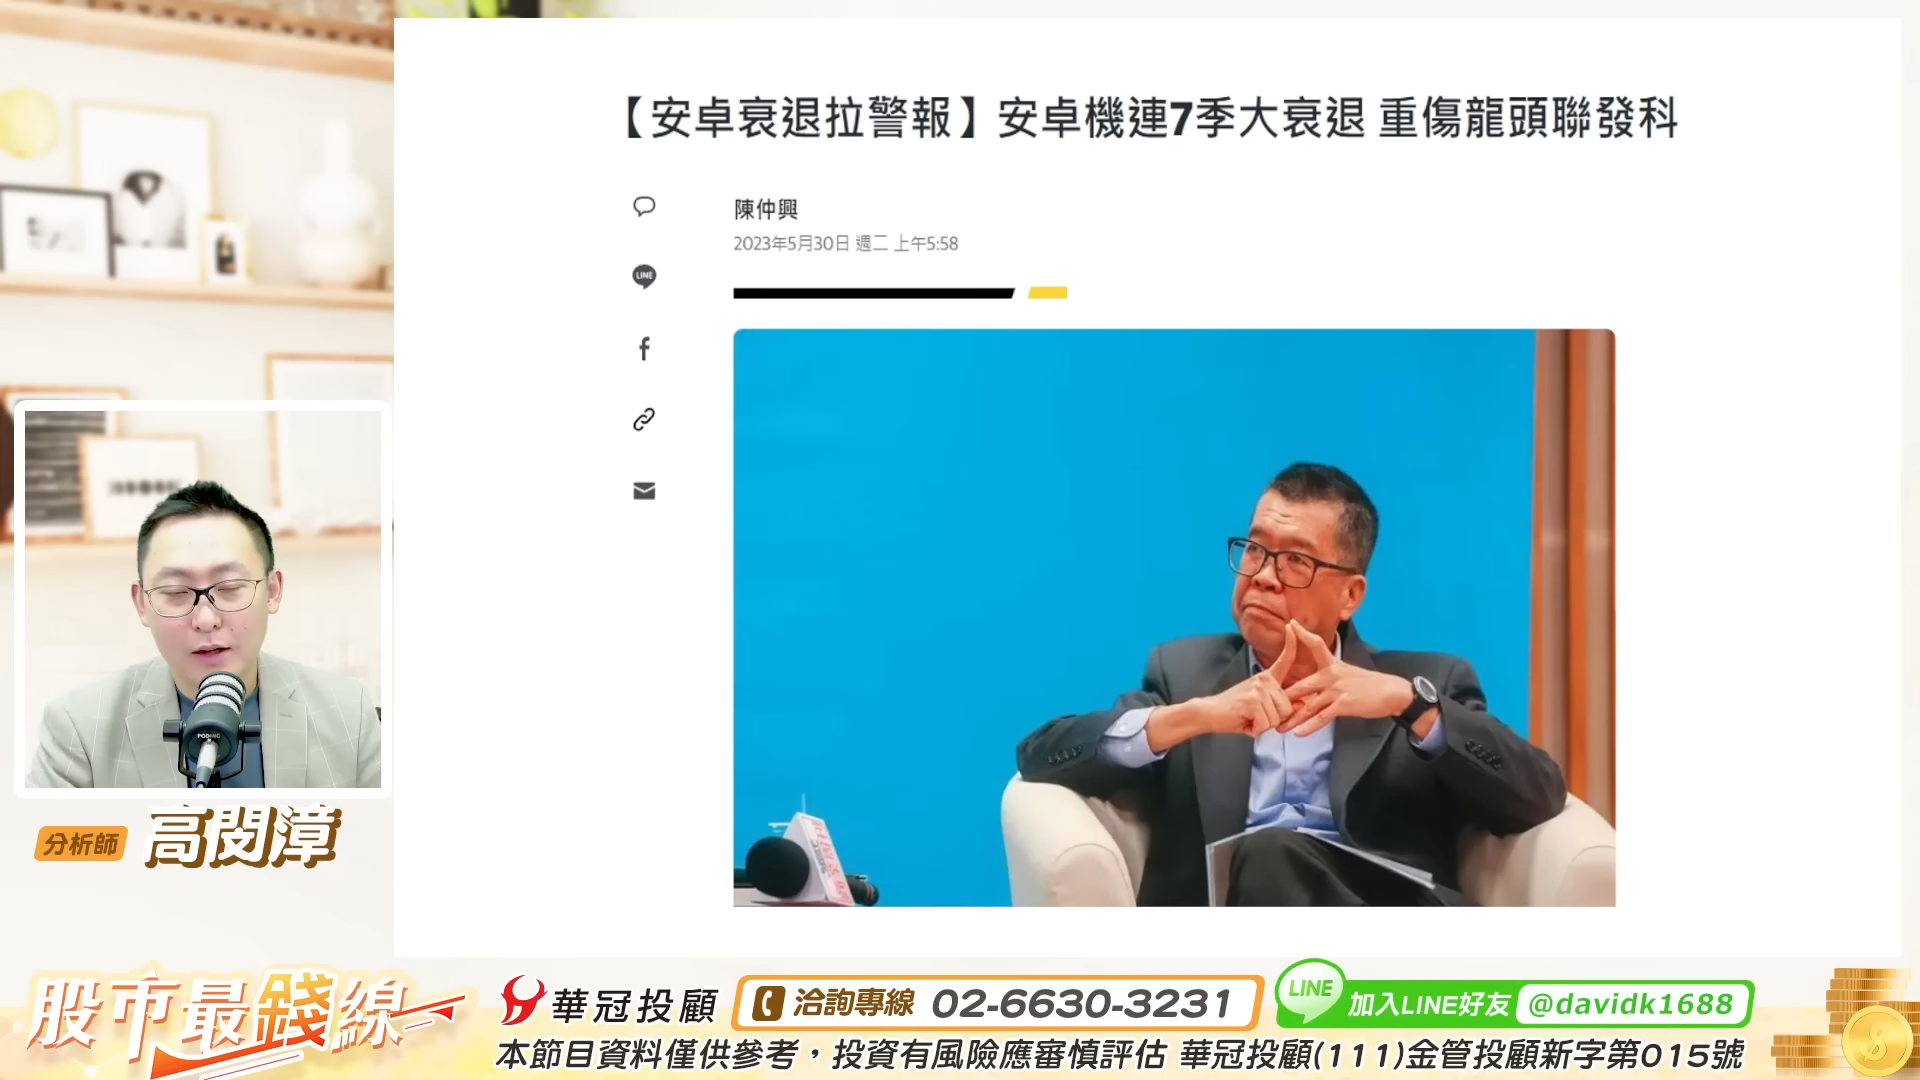 【安卓衰退拉警報】安卓機連7季大衰退 重傷龍頭聯發科
陳仲興
2023年5月30日 週二 上午5:58
LINE
PODMIC
分析師 高閔漳
股市最錢線
華冠投顧
洽詢專線 02-6630-3231
LINE 加入LINE好友 @davidk1688
本節目資料僅供參考，投資有風險應審慎評估 華冠投顧(111)金管投顧新字第015號